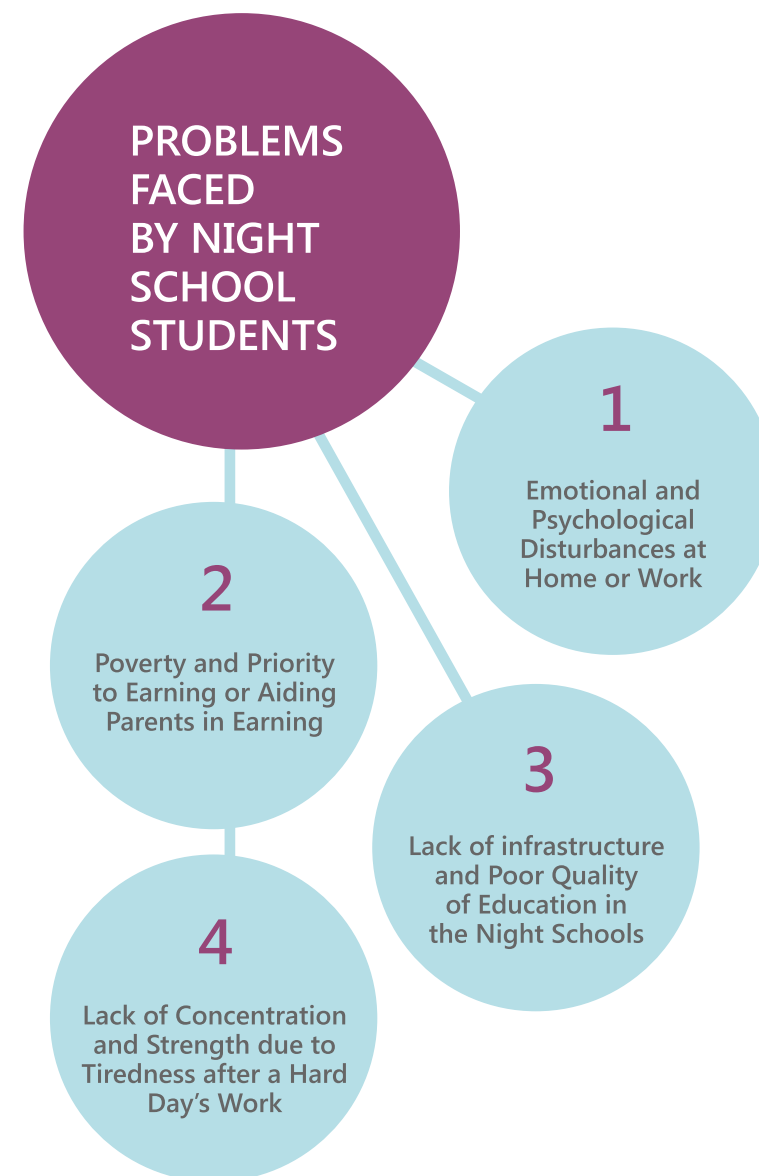 PROBLEMS
FACED
BY NIGHT
SCHOOL
STUDENTS
1
Emotional and
Psychological
Disturbances at
Home or Work
2
Poverty and Priority
to Earning or Aiding
Parents in Earning
3
Lack of infrastructure
and Poor Quality
of Education in
the Night Schools
4
Lack of Concentration
and Strength due to
Tiredness after a Hard
Day’s Work